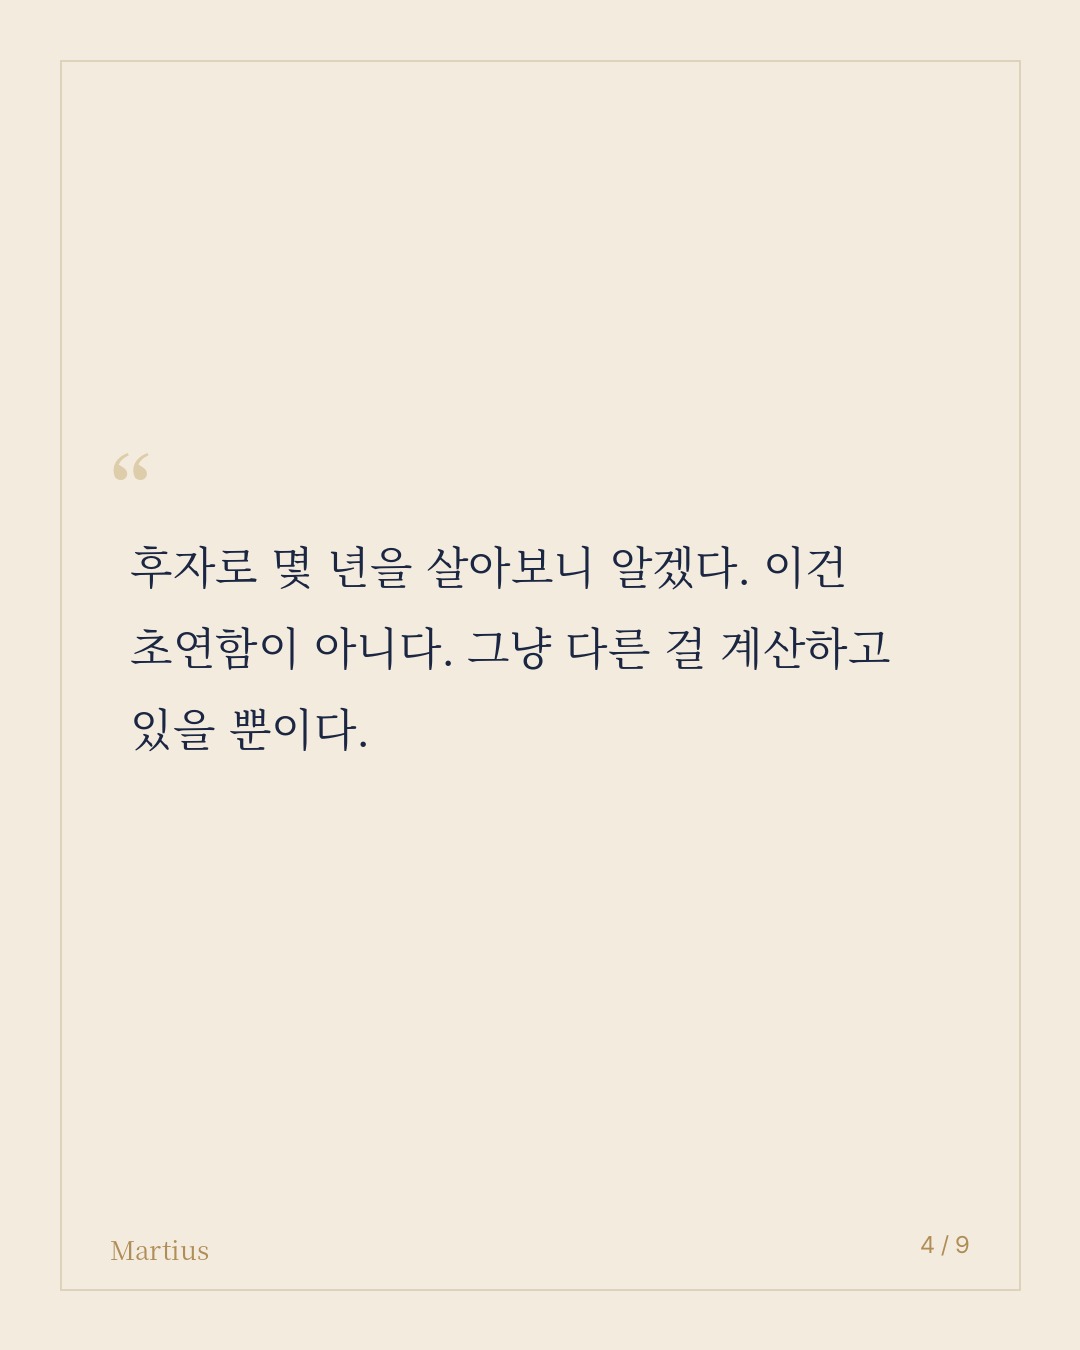 “
후자로 몇 년을 살아보니 알겠다. 이건
초연함이 아니다. 그냥 다른 걸 계산하고
있을 뿐이다.
Martius
4 / 9